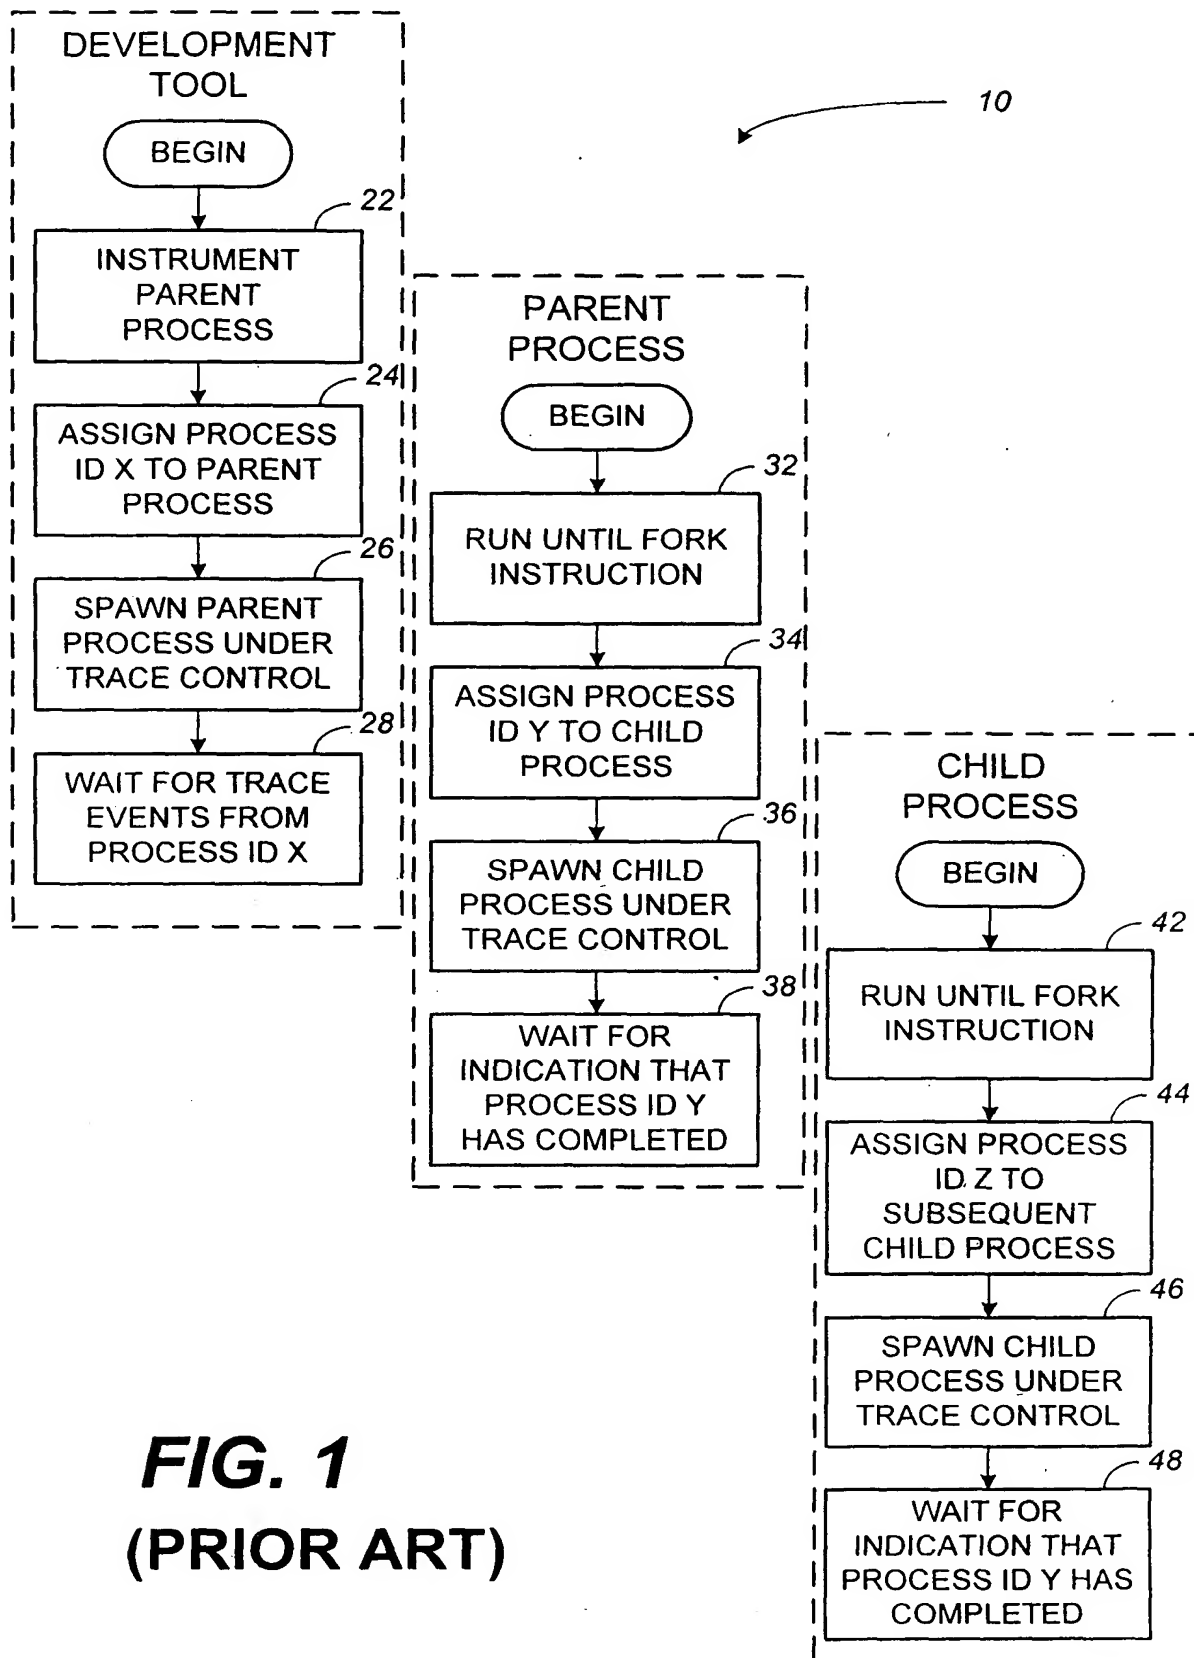 DEVELOPMENT
TOOL
BEGIN
22
INSTRUMENT
PARENT
PROCESS
24
ASSIGN PROCESS
ID X TO PARENT
PROCESS
26
SPAWN PARENT
PROCESS UNDER
TRACE CONTROL
28
WAIT FOR TRACE
EVENTS FROM
PROCESS ID X
10
PARENT
PROCESS
BEGIN
32
RUN UNTIL FORK
INSTRUCTION
34
ASSIGN PROCESS
ID Y TO CHILD
PROCESS
36
SPAWN CHILD
PROCESS UNDER
TRACE CONTROL
38
WAIT FOR
INDICATION THAT
PROCESS ID Y
HAS COMPLETED
CHILD
PROCESS
BEGIN
42
RUN UNTIL FORK
INSTRUCTION
44
ASSIGN PROCESS
ID Z TO
SUBSEQUENT
CHILD PROCESS
46
SPAWN CHILD
PROCESS UNDER
TRACE CONTROL
48
WAIT FOR
INDICATION THAT
PROCESS ID Y HAS
COMPLETED
FIG. 1
(PRIOR ART)